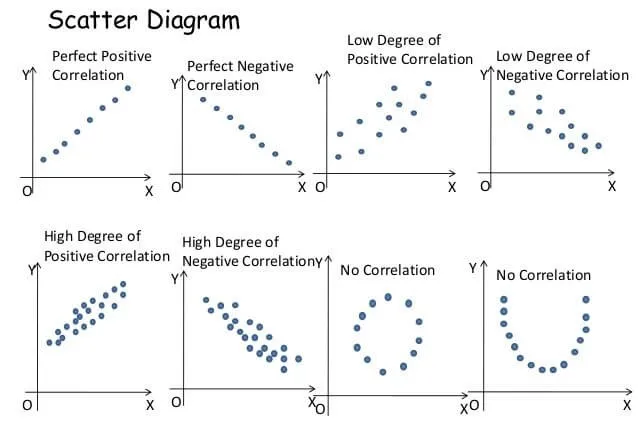 Scatter Diagram
Perfect Positive
Correlation
Y
O
X
Perfect Negative
Correlation
Y
O
X
Low Degree of
Positive Correlation
Y
O
X
Low Degree of
Negative Correlation
Y
O
X
High Degree of
Positive Correlation
Y
O
X
High Degree of
Negative Correlation
Y
O
X
No Correlation
Y
O
X
No Correlation
Y
O
X